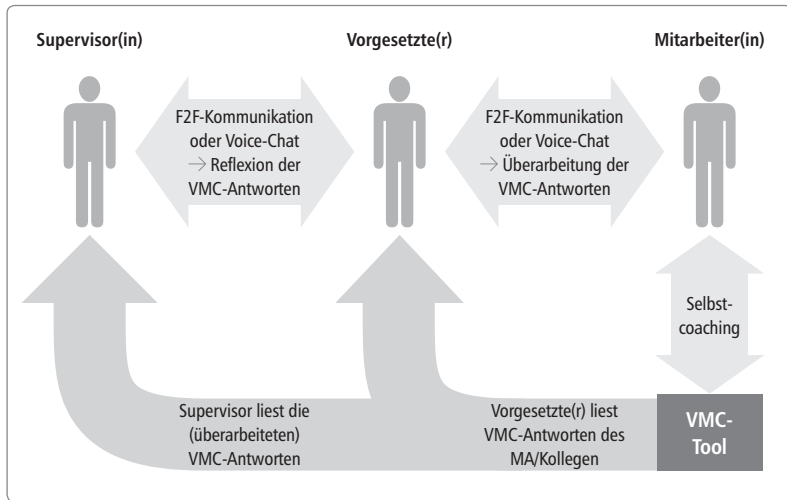 Supervisor(in)
Vorgesetzte(r)
Mitarbeiter(in)
F2F-Kommunikation
oder Voice-Chat
→ Reflexion der
VMC-Antworten
F2F-Kommunikation
oder Voice-Chat
→ Überarbeitung der
VMC-Antworten
Selbst-
coaching
Supervisor liest die
(überarbeiteten)
VMC-Antworten
Vorgesetzte(r) liest
VMC-Antworten des
MA/Kollegen
VMC-
Tool